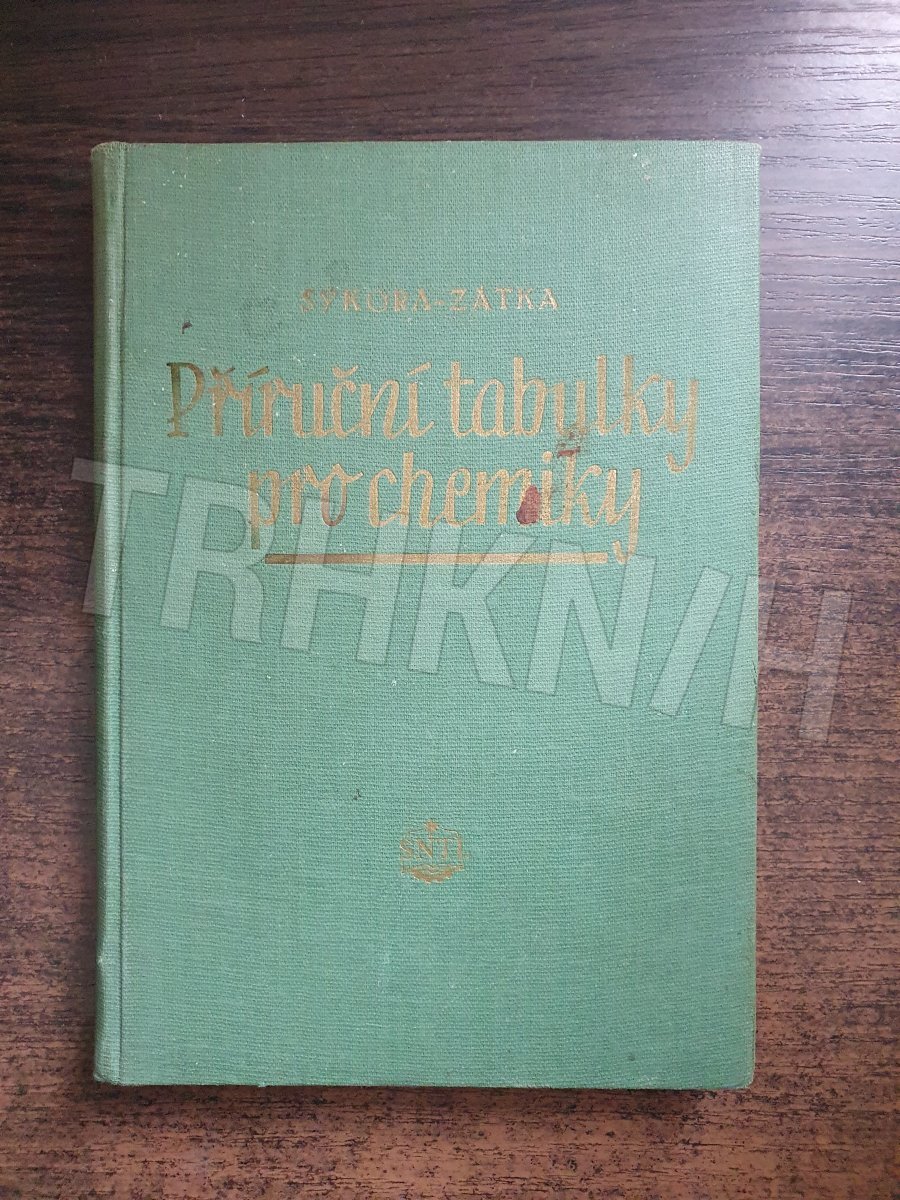 SÝKORA-ZÁTKA
Příruční tabulky
pro chemiky
SNTL
TRHKNIH